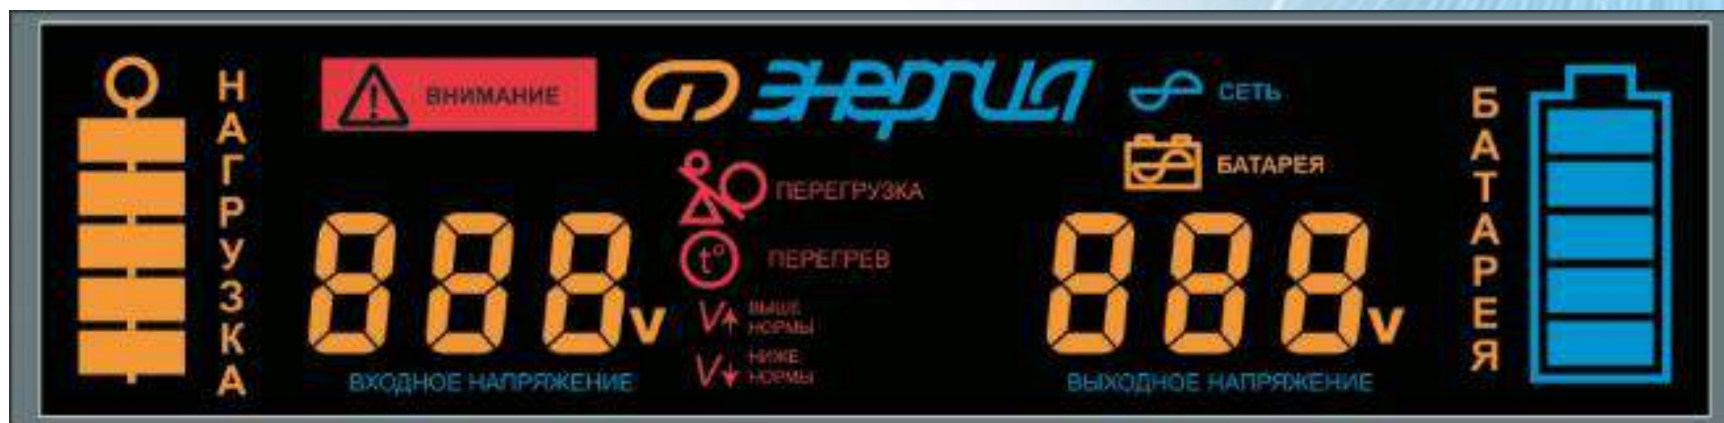 НАГРУЗКА
ВНИМАНИЕ
энергия
СЕТЬ
БАТАРЕЯ
ПЕРЕГРУЗКА
888v
t°
ПЕРЕГРЕВ
V ВЫШЕ
НОРМЫ
V НИЖЕ
НОРМЫ
ВХОДНОЕ НАПРЯЖЕНИЕ
888v
ВЫХОДНОЕ НАПРЯЖЕНИЕ
БАТАРЕЯ